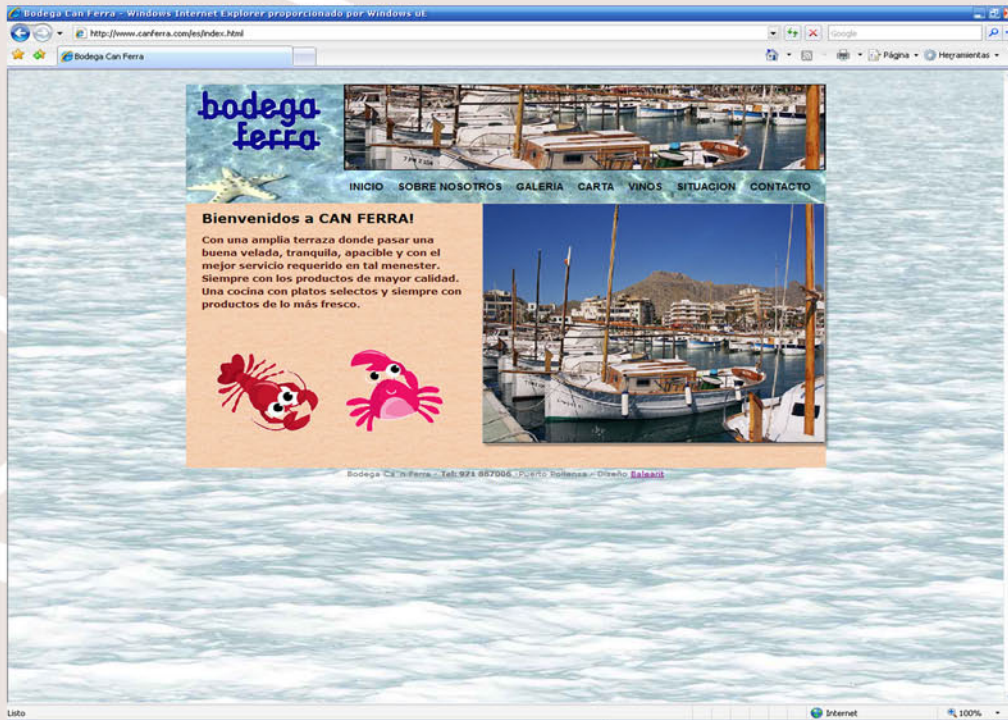 Bodega Can Ferra - Windows Internet Explorer proporcionado por Windows uE
http://www.canferra.com/es/index.html
Google
Bodega Can Ferra
Página
Herramientas
bodega
ferra
INICIO SOBRE NOSOTROS GALERIA CARTA VINOS SITUACION CONTACTO
Bienvenidos a CAN FERRA!
Con una amplia terraza donde pasar una
buena velada, tranquila, apacible y con el
mejor servicio requerido en tal menester.
Siempre con los productos de mayor calidad.
Una cocina con platos selectos y siempre con
productos de lo más fresco.
Bodega Ca'n Ferra - Tel: 971 867006 - Puerto Pollensa - Diseño Balearit
Listo
Internet
100%